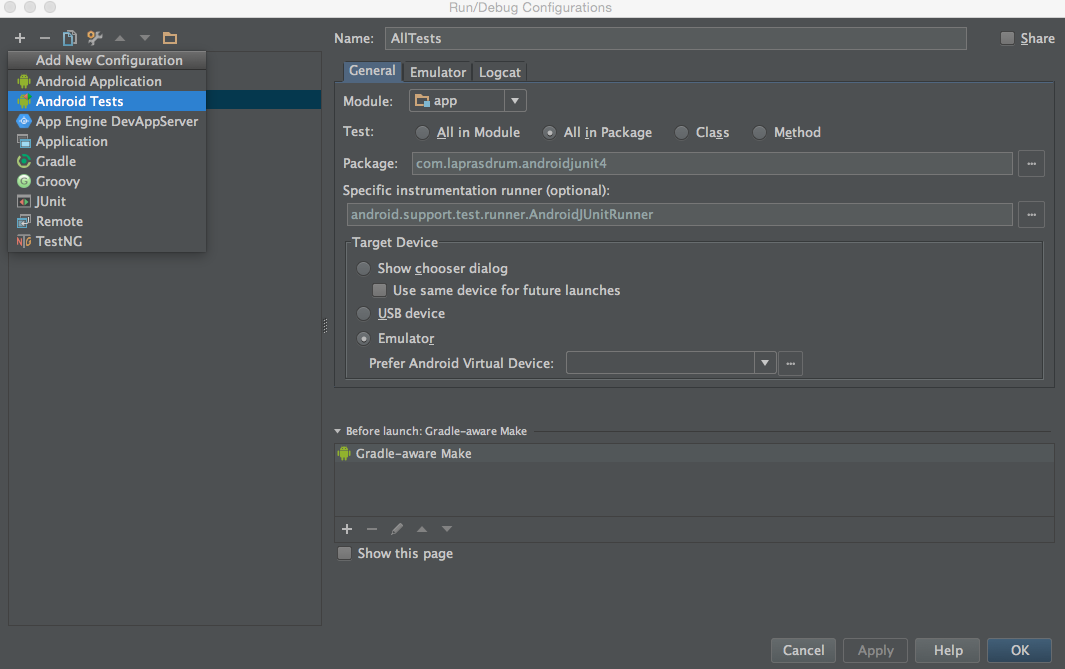 Run/Debug Configurations
Add New Configuration
Android Application
Android Tests
App Engine DevAppServer
Application
Gradle
Groovy
JUnit
Remote
TestNG
Name: AllTests Share
General Emulator Logcat
Module: app
Test: All in Module All in Package Class Method
Package: com.laprasdrum.androidjunit4 ...
Specific instrumentation runner (optional):
android.support.test.runner.AndroidJUnitRunner ...
Target Device
Show chooser dialog
Use same device for future launches
USB device
Emulator
Prefer Android Virtual Device: ...
Before launch: Gradle-aware Make
Gradle-aware Make
Show this page
Cancel Apply Help OK